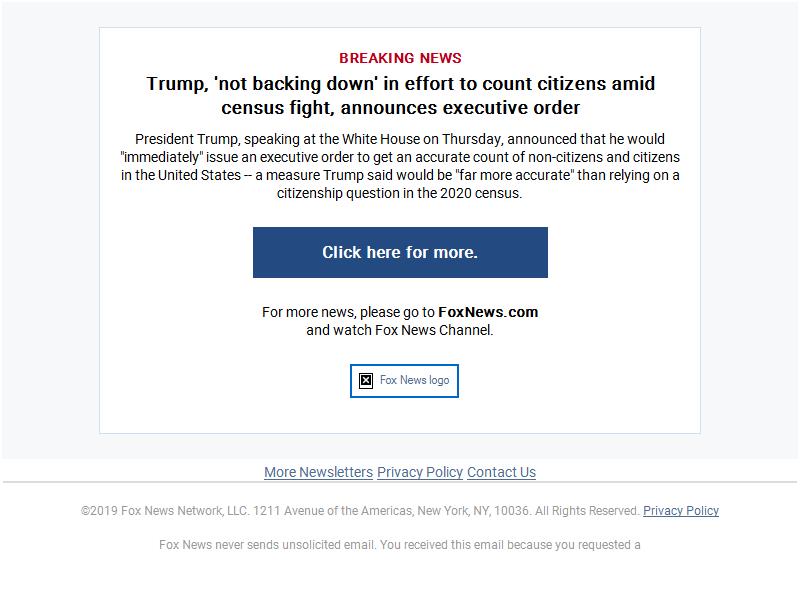 BREAKING NEWS
Trump, 'not backing down' in effort to count citizens amid
census fight, announces executive order
President Trump, speaking at the White House on Thursday, announced that he would
"immediately" issue an executive order to get an accurate count of non-citizens and citizens
in the United States -- a measure Trump said would be "far more accurate" than relying on a
citizenship question in the 2020 census.
Click here for more.
For more news, please go to FoxNews.com
and watch Fox News Channel.
Fox News logo
More Newsletters Privacy Policy Contact Us
©2019 Fox News Network, LLC. 1211 Avenue of the Americas, New York, NY, 10036. All Rights Reserved. Privacy Policy
Fox News never sends unsolicited email. You received this email because you requested a